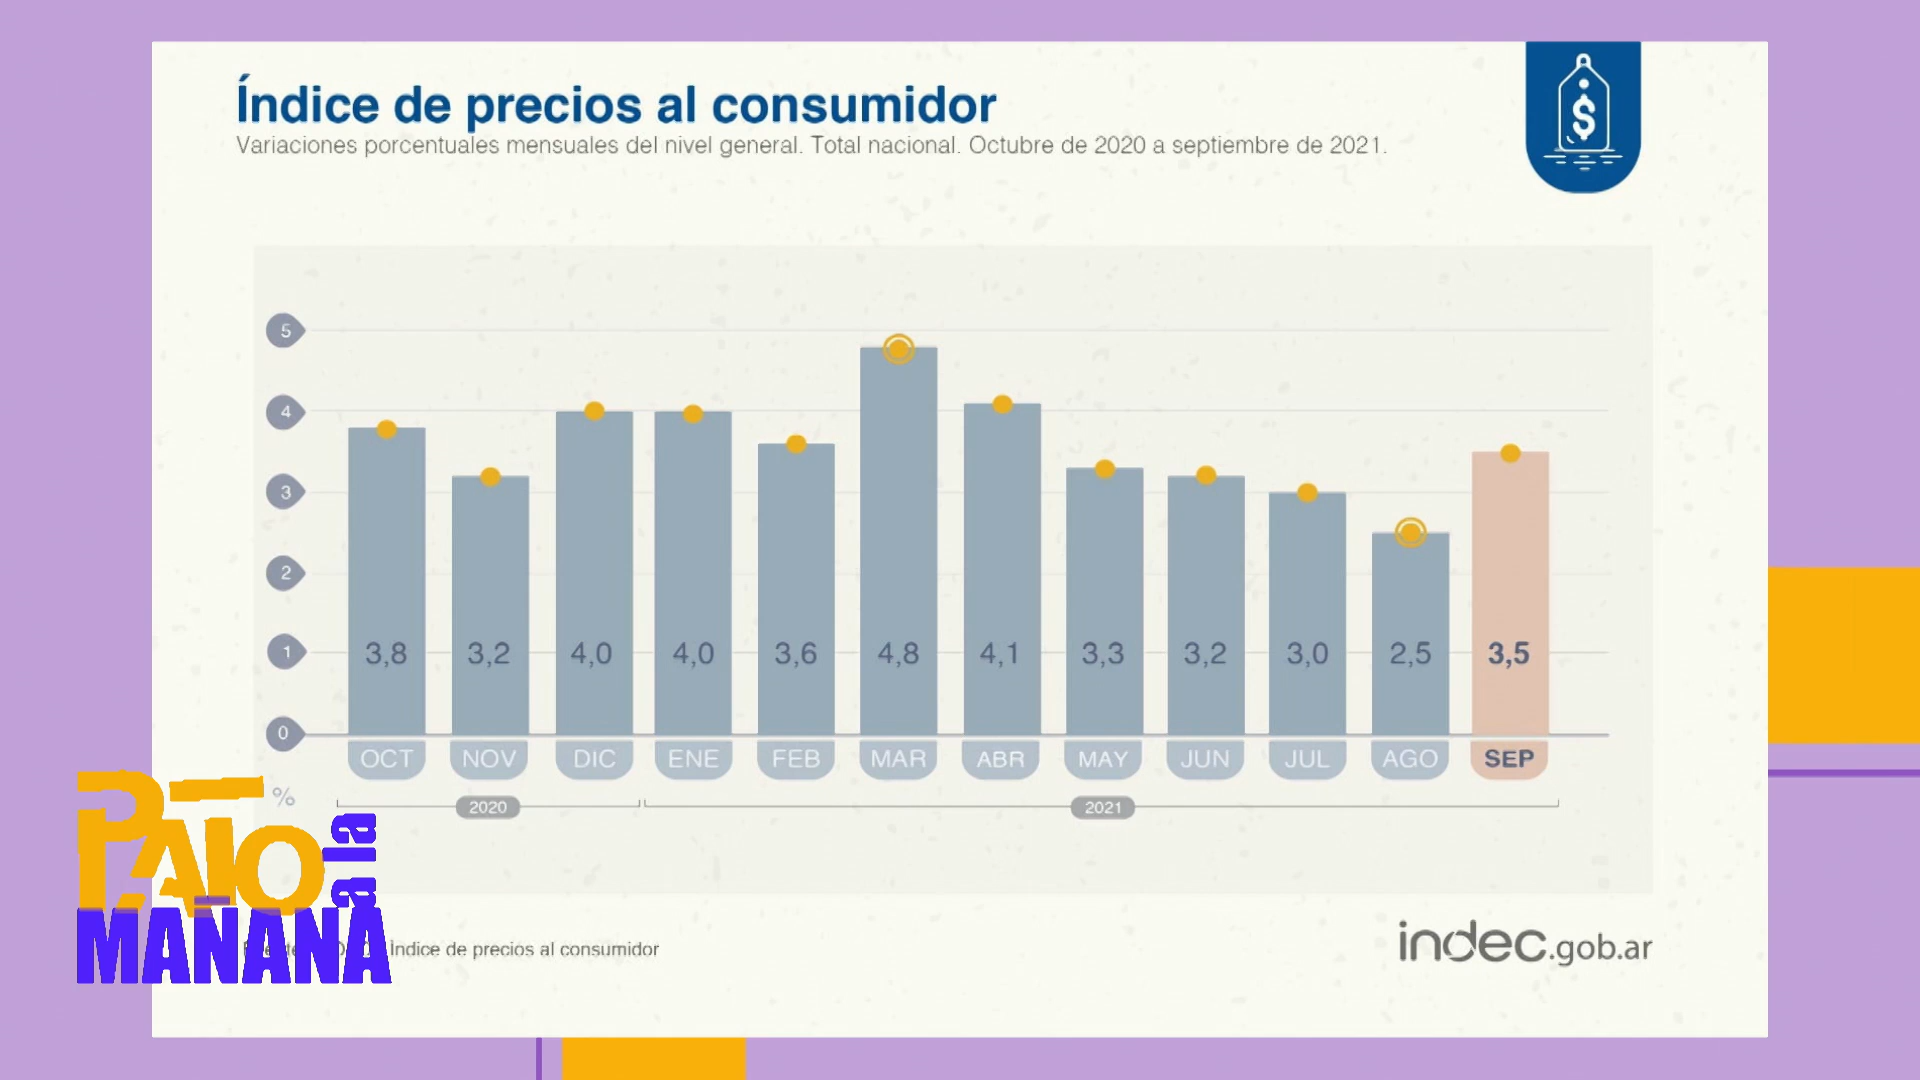 Índice de precios al consumidor
Variaciones porcentuales mensuales del nivel general. Total nacional. Octubre de 2020 a septiembre de 2021.
$
5
4
3
2
1
0
3,8 3,2 4,0 4,0 3,6 4,8 4,1 3,3 3,2 3,0 2,5 3,5
OCT NOV DIC ENE FEB MAR ABR MAY JUN JUL AGO SEP
%
2020 2021
PATO
a la
MAÑANA
Índice de precios al consumidor
indec.gob.ar